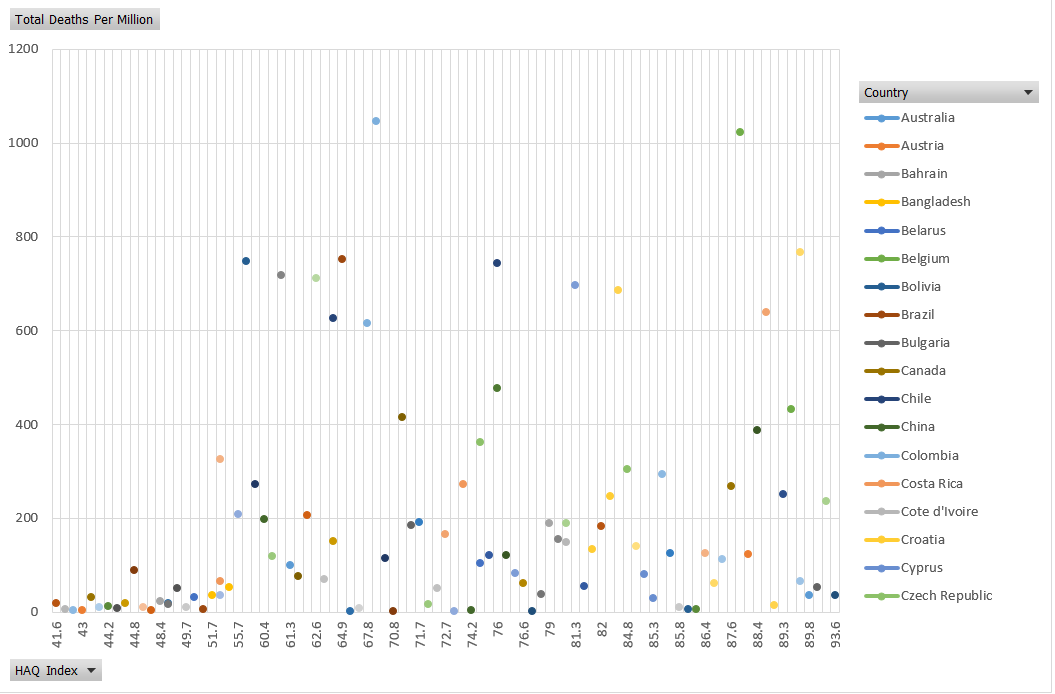 Total Deaths Per Million
1200
1000
800
600
400
200
0
41.6 43 44.2 44.8 48.4 49.7 51.7 55.7 60.4 61.3 62.6 64.9 67.8 70.8 71.7 72.7 74.2 76 76.6 79 81.3 82 84.8 85.3 85.8 86.4 87.6 88.4 89.3 89.8 93.6
HAQ Index
Country
Australia
Austria
Bahrain
Bangladesh
Belarus
Belgium
Bolivia
Brazil
Bulgaria
Canada
Chile
China
Colombia
Costa Rica
Cote d'Ivoire
Croatia
Cyprus
Czech Republic